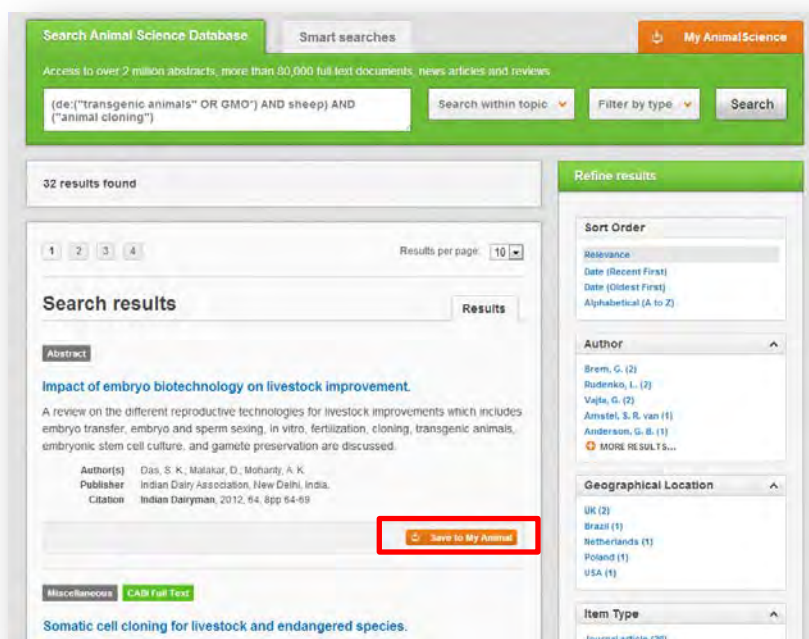 Search Animal Science Database
Smart searches
My AnimalScience
Access to over 2 million abstracts, more than 80,000 full text documents, news articles and reviews
(de:("transgenic animals" OR GMO*) AND sheep) AND
("animal cloning")
Search within topic
Filter by type
Search
32 results found
Refine results
1 2 3 4
Results per page: 10
Search results
Results
Abstract
Impact of embryo biotechnology on livestock improvement.
A review on the different reproductive technologies for livestock improvements which includes
embryo transfer, embryo and sperm sexing, in vitro, fertilization, cloning, transgenic animals,
embryonic stem cell culture, and gamete preservation are discussed.
Author(s) Das, S. K.; Malakar, D.; Mohanty, A. K.
Publisher Indian Dairy Association, New Delhi, India.
Citation Indian Dairyman, 2012, 64, 8pp 64-69
Save to My Animal
Miscellaneous CABI Full Text
Somatic cell cloning for livestock and endangered species.
Sort Order
Relevance
Date (Recent First)
Date (Oldest First)
Alphabetical (A to Z)
Author
Brem, G. (2)
Rudenko, L. (2)
Vajta, G. (2)
Amstel, S. R. van (1)
Anderson, G. B. (1)
MORE RESULTS...
Geographical Location
UK (2)
Brazil (1)
Netherlands (1)
Poland (1)
USA (1)
Item Type